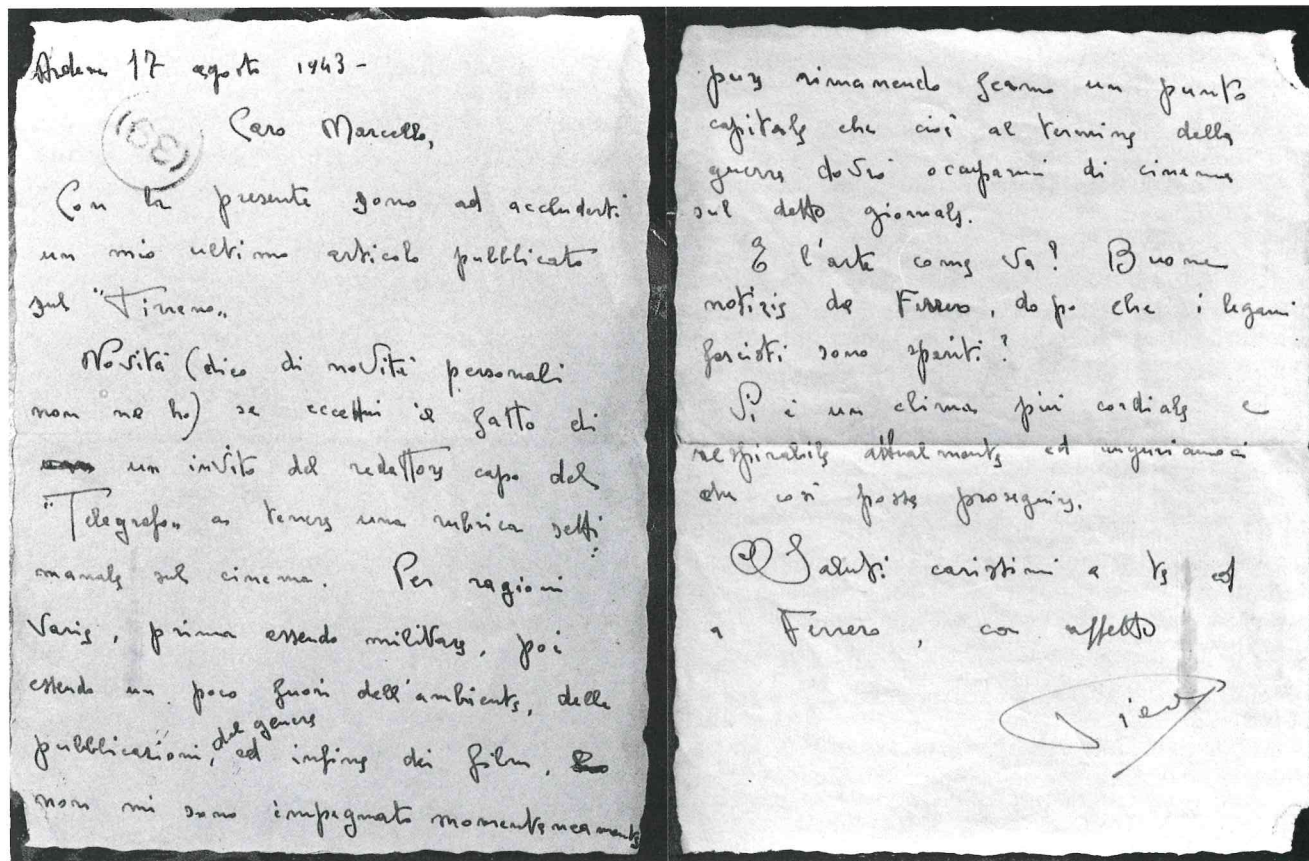 Ardenza 17 agosto 1943 -
(39)
Caro Marcello,
Con la presente sono ad accluderti
un mio ultimo articolo pubblicato
sul "Tirreno„
Novità (dico di novità personali
non ne ho) se eccettui il fatto di
un invito del redattore capo del
"Telegrafo„ a tenere una rubrica setti
manale sul cinema. Per ragioni
varie, prima essendo militare, poi
essendo un poco fuori dell'ambiente, delle
pubblicazioni, del genere ed infine dei film,
non mi sono impegnato momentaneamente
pur rimanendo fermo un punto
capitale che cioè al termine della
guerra dovrò occuparmi di cinema
sul detto giornale.
E l'arte come va? Buone
notizie da Ferrero, dopo che i legami
fascisti sono spariti?
Vi è un clima più cordiale e
respirabile attualmente ed auguriamoci
che così possa proseguire.
Saluti carissimi a te ed
a Ferrero, con affetto